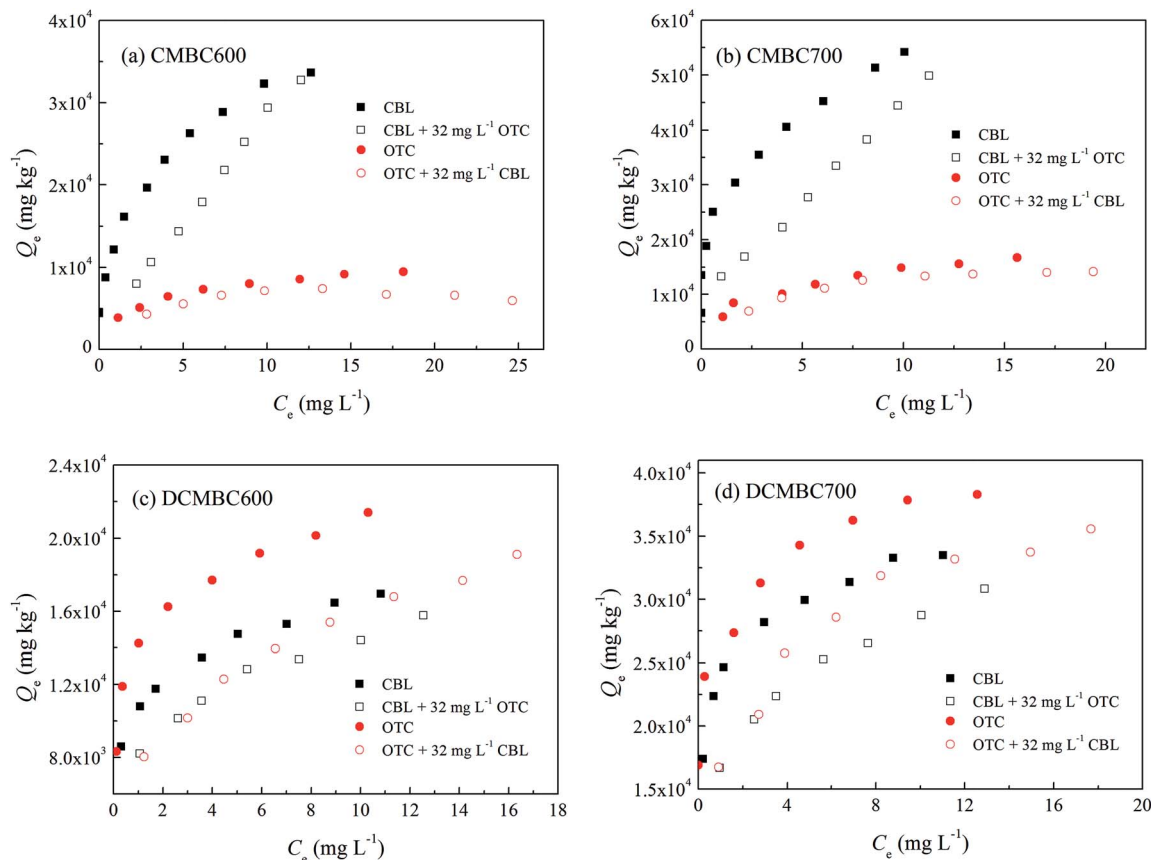 (a) CMBC600
4x10⁴
3x10⁴
2x10⁴
1x10⁴
0
Qₑ (mg kg⁻¹)
CBL
CBL + 32 mg L⁻¹ OTC
OTC
OTC + 32 mg L⁻¹ CBL
0 5 10 15 20 25
Cₑ (mg L⁻¹)
(b) CMBC700
6x10⁴
5x10⁴
4x10⁴
3x10⁴
2x10⁴
1x10⁴
0
Qₑ (mg kg⁻¹)
CBL
CBL + 32 mg L⁻¹ OTC
OTC
OTC + 32 mg L⁻¹ CBL
0 5 10 15 20
Cₑ (mg L⁻¹)
(c) DCMBC600
2.4x10⁴
2.0x10⁴
1.6x10⁴
1.2x10⁴
8.0x10³
Qₑ (mg kg⁻¹)
CBL
CBL + 32 mg L⁻¹ OTC
OTC
OTC + 32 mg L⁻¹ CBL
0 2 4 6 8 10 12 14 16 18
Cₑ (mg L⁻¹)
(d) DCMBC700
4.0x10⁴
3.5x10⁴
3.0x10⁴
2.5x10⁴
2.0x10⁴
1.5x10⁴
Qₑ (mg kg⁻¹)
CBL
CBL + 32 mg L⁻¹ OTC
OTC
OTC + 32 mg L⁻¹ CBL
0 4 8 12 16 20
Cₑ (mg L⁻¹)